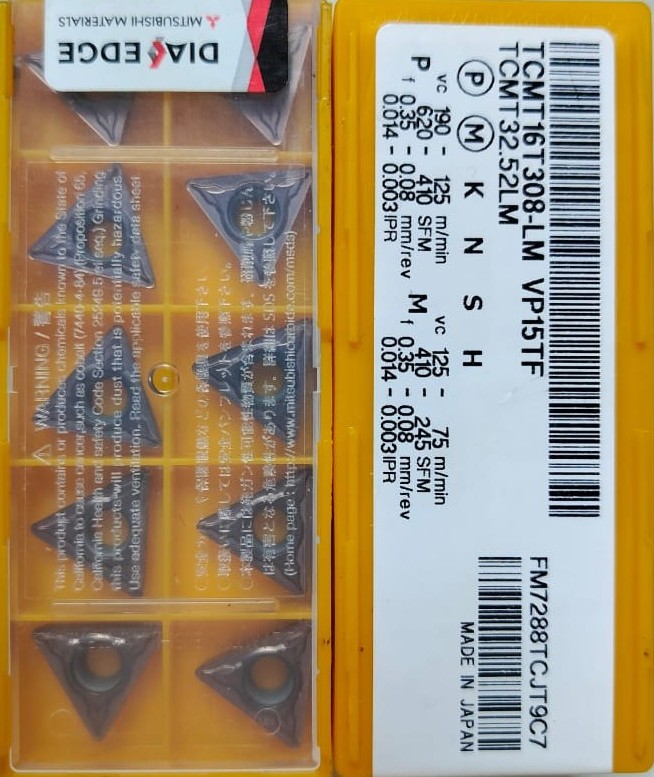 DIAEDGE
MITSUBISHI MATERIALS
TCMT16T308-LM VP15TF
TCMT32.52LM
P M K N S H
P vc 190 - 125 m/min
620 - 410 SFM
f 0.35 - 0.08 mm/rev
0.014 - 0.003IPR
M vc 125 - 75 m/min
410 - 245 SFM
f 0.35 - 0.08 mm/rev
0.014 - 0.003IPR
FM7288TCJT9C7
MADE IN JAPAN
⚠ WARNING / 警告
This product contains, or produces chemicals known to the State of
California to cause cancer, such as cobalt (7440-4-84) (Proposition 65,
California Health and safety Code Section 25249.5 et seq.) Grinding
this products will produce dust that is potentially hazardous.
Use adequate ventilation. Read the applicable safety data sheet
(Home page : http://www.mitsubishicarbide.com/msds)